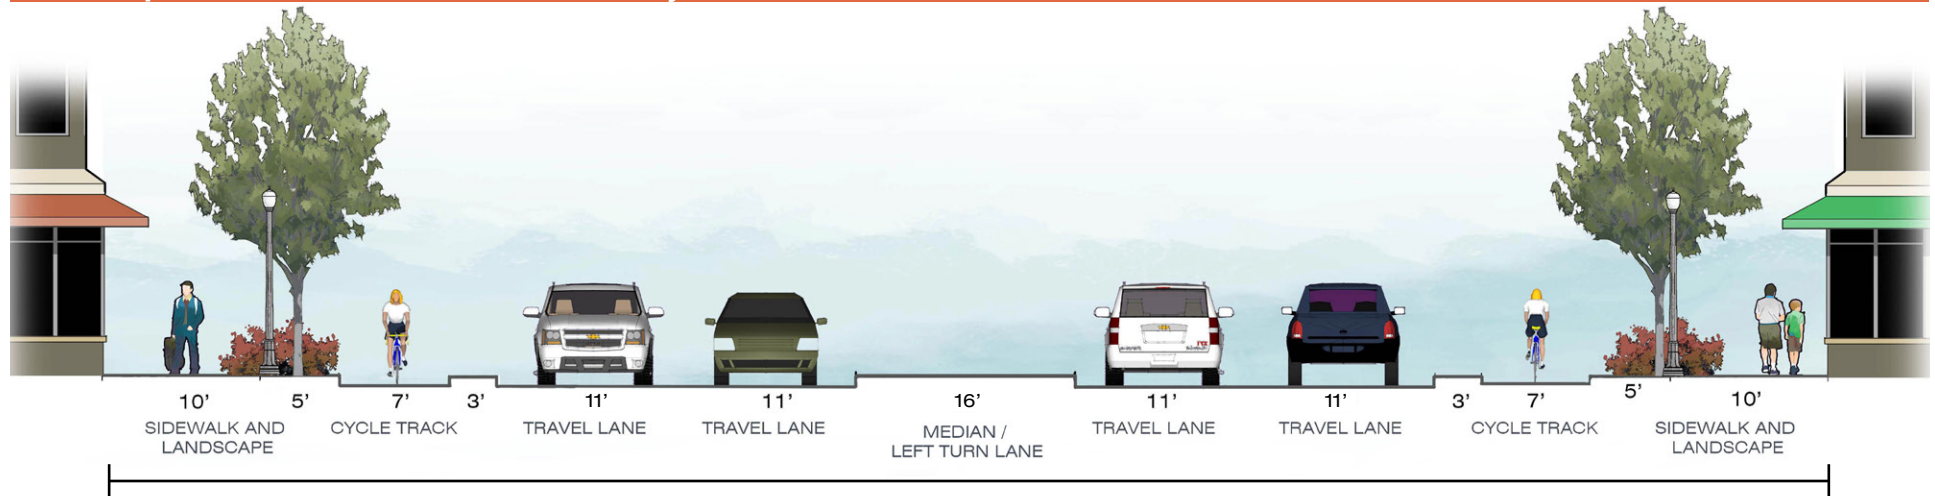 10’ 5’ 7’ 3’ 11’ 11’ 16’ 11’ 11’ 3’ 7’ 5’ 10’
SIDEWALK AND
LANDSCAPE
CYCLE TRACK
TRAVEL LANE
TRAVEL LANE
MEDIAN /
LEFT TURN LANE
TRAVEL LANE
TRAVEL LANE
CYCLE TRACK
SIDEWALK AND
LANDSCAPE